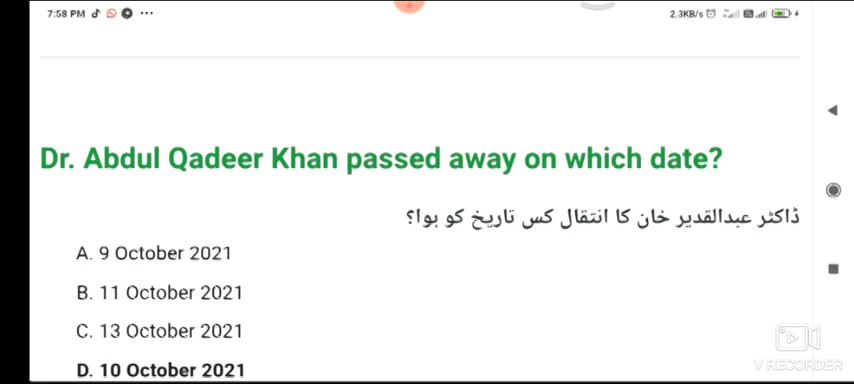 7:58 PM ...
2.3KB/s
Dr. Abdul Qadeer Khan passed away on which date?
ڈاکٹر عبدالقدیر خان کا انتقال کس تاریخ کو ہوا؟
A. 9 October 2021
B. 11 October 2021
C. 13 October 2021
D. 10 October 2021
V RECORDER